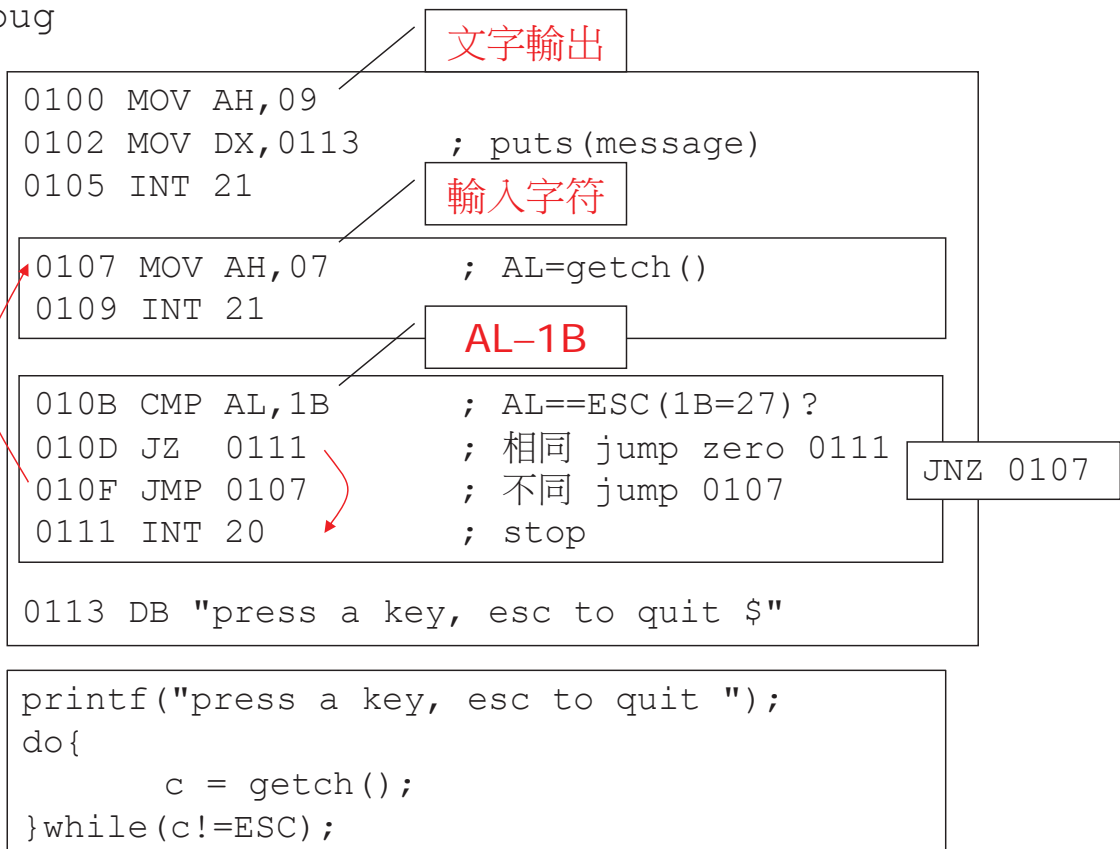 文字輸出
0100 MOV AH,09
0102 MOV DX,0113 ; puts(message)
0105 INT 21
輸入字符
0107 MOV AH,07 ; AL=getch()
0109 INT 21
AL–1B
010B CMP AL,1B ; AL==ESC(1B=27)?
010D JZ 0111 ; 相同 jump zero 0111
010F JMP 0107 ; 不同 jump 0107
JNZ 0107
0111 INT 20 ; stop
0113 DB "press a key, esc to quit $"
printf("press a key, esc to quit ");
do{
c = getch();
}while(c!=ESC);